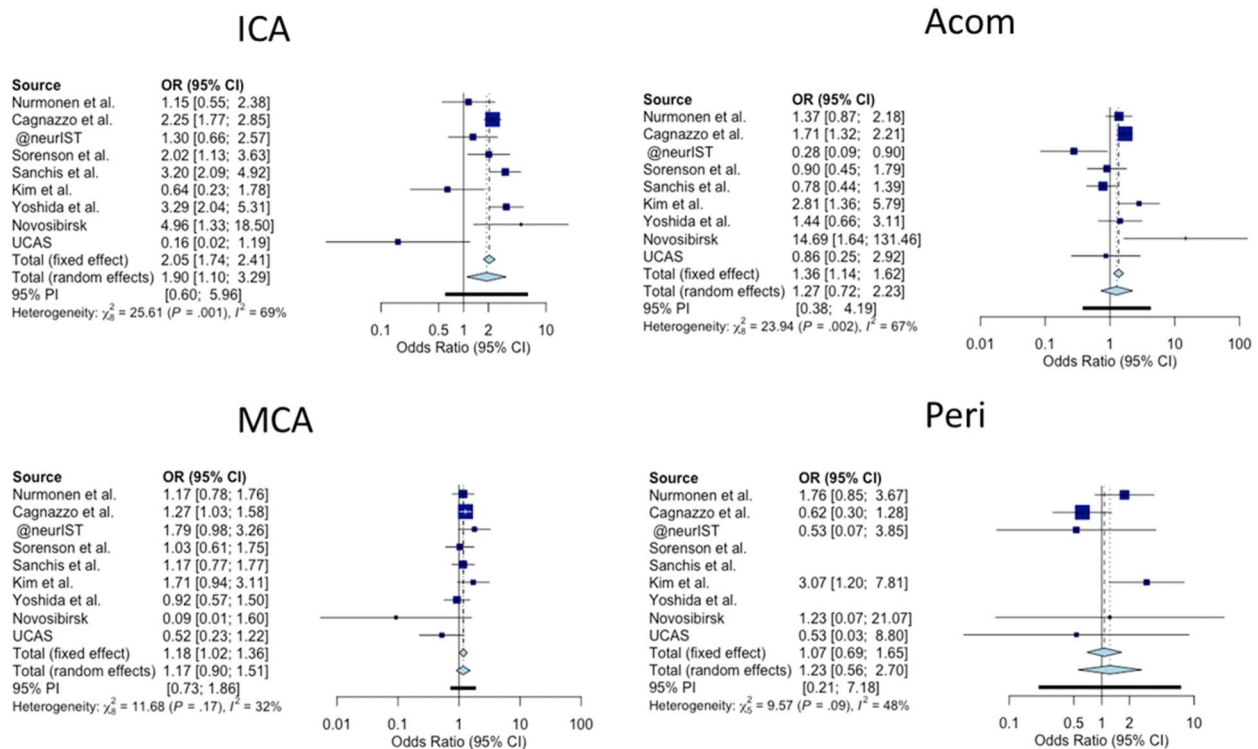 ICA
Source OR (95% CI)
Nurmonen et al. 1.15 [0.55; 2.38]
Cagnazzo et al. 2.25 [1.77; 2.85]
@neurIST 1.30 [0.66; 2.57]
Sorenson et al. 2.02 [1.13; 3.63]
Sanchis et al. 3.20 [2.09; 4.92]
Kim et al. 0.64 [0.23; 1.78]
Yoshida et al. 3.29 [2.04; 5.31]
Novosibirsk 4.96 [1.33; 18.50]
UCAS 0.16 [0.02; 1.19]
Total (fixed effect) 2.05 [1.74; 2.41]
Total (random effects) 1.90 [1.10; 3.29]
95% PI [0.60; 5.96]
Heterogeneity: χ²₈ = 25.61 (P = .001), I² = 69%
0.1 0.5 1 2 10
Odds Ratio (95% CI)
Acom
Source OR (95% CI)
Nurmonen et al. 1.37 [0.87; 2.18]
Cagnazzo et al. 1.71 [1.32; 2.21]
@neurIST 0.28 [0.09; 0.90]
Sorenson et al. 0.90 [0.45; 1.79]
Sanchis et al. 0.78 [0.44; 1.39]
Kim et al. 2.81 [1.36; 5.79]
Yoshida et al. 1.44 [0.66; 3.11]
Novosibirsk 14.69 [1.64; 131.46]
UCAS 0.86 [0.25; 2.92]
Total (fixed effect) 1.36 [1.14; 1.62]
Total (random effects) 1.27 [0.72; 2.23]
95% PI [0.38; 4.19]
Heterogeneity: χ²₈ = 23.94 (P = .002), I² = 67%
0.01 0.1 1 10 100
Odds Ratio (95% CI)
MCA
Source OR (95% CI)
Nurmonen et al. 1.17 [0.78; 1.76]
Cagnazzo et al. 1.27 [1.03; 1.58]
@neurIST 1.79 [0.98; 3.26]
Sorenson et al. 1.03 [0.61; 1.75]
Sanchis et al. 1.17 [0.77; 1.77]
Kim et al. 1.71 [0.94; 3.11]
Yoshida et al. 0.92 [0.57; 1.50]
Novosibirsk 0.09 [0.01; 1.60]
UCAS 0.52 [0.23; 1.22]
Total (fixed effect) 1.18 [1.02; 1.36]
Total (random effects) 1.17 [0.90; 1.51]
95% PI [0.73; 1.86]
Heterogeneity: χ²₈ = 11.68 (P = .17), I² = 32%
0.01 0.1 1 10 100
Odds Ratio (95% CI)
Peri
Source OR (95% CI)
Nurmonen et al. 1.76 [0.85; 3.67]
Cagnazzo et al. 0.62 [0.30; 1.28]
@neurIST 0.53 [0.07; 3.85]
Sorenson et al.
Sanchis et al.
Kim et al. 3.07 [1.20; 7.81]
Yoshida et al.
Novosibirsk 1.23 [0.07; 21.07]
UCAS 0.53 [0.03; 8.80]
Total (fixed effect) 1.07 [0.69; 1.65]
Total (random effects) 1.23 [0.56; 2.70]
95% PI [0.21; 7.18]
Heterogeneity: χ²₅ = 9.57 (P = .09), I² = 48%
0.1 0.5 1 2 10
Odds Ratio (95% CI)